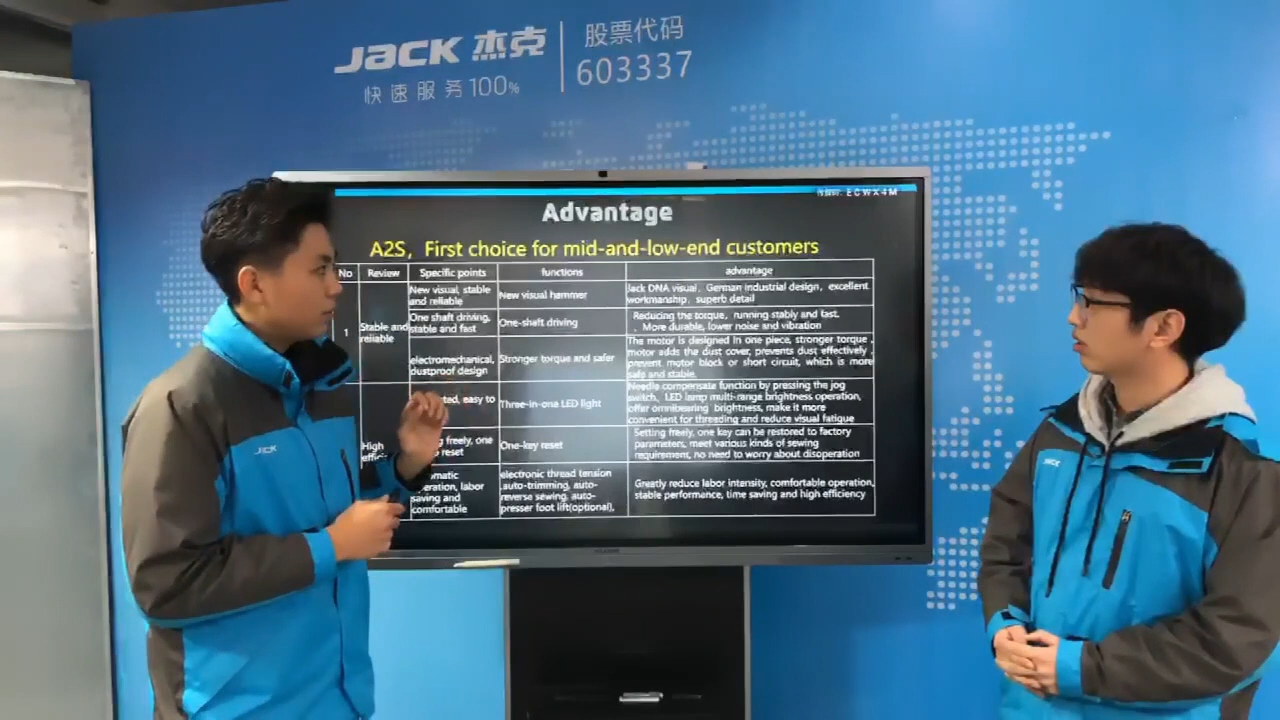 JACK 杰克
股票代码
快速服务100%
603337
ECWX4M
Advantage
A2S, First choice for mid-and-low-end customers
No Review Specific points functions advantage
1
Stable and
reliable
New visual, stable
and reliable
New visual hammer
Jack DNA visual、German industrial design, excellent
workmanship、superb detail
One shaft driving,
stable and fast
One-shaft driving
Reducing the torque, running stably and fast.
、More durable, lower noise and vibration
electromechanical,
dustproof design
Stronger torque and safer
The motor is designed in one piece, stronger torque ,
motor adds the dust cover, prevents dust effectively ,
prevent motor block or short circuit, which is more
safe and stable.
High
easy to
Three-in-one LED light
Needle compensate function by pressing the jog
switch、LED lamp multi-range brightness operation,
offer omnibearing brightness, make it more
convenient for threading and reduce visual fatigue
freely, one
reset
One-key reset
Setting freely, one key can be restored to factory
parameters, meet various kinds of sewing
requirement, no need to worry about disoperation
labor
saving and
comfortable
electronic thread tension
,auto-trimming, auto-
reverse sewing, auto-
presser foot lift(optional),
Greatly reduce labor intensity, comfortable operation,
stable performance, time saving and high efficiency
JACK
JACK